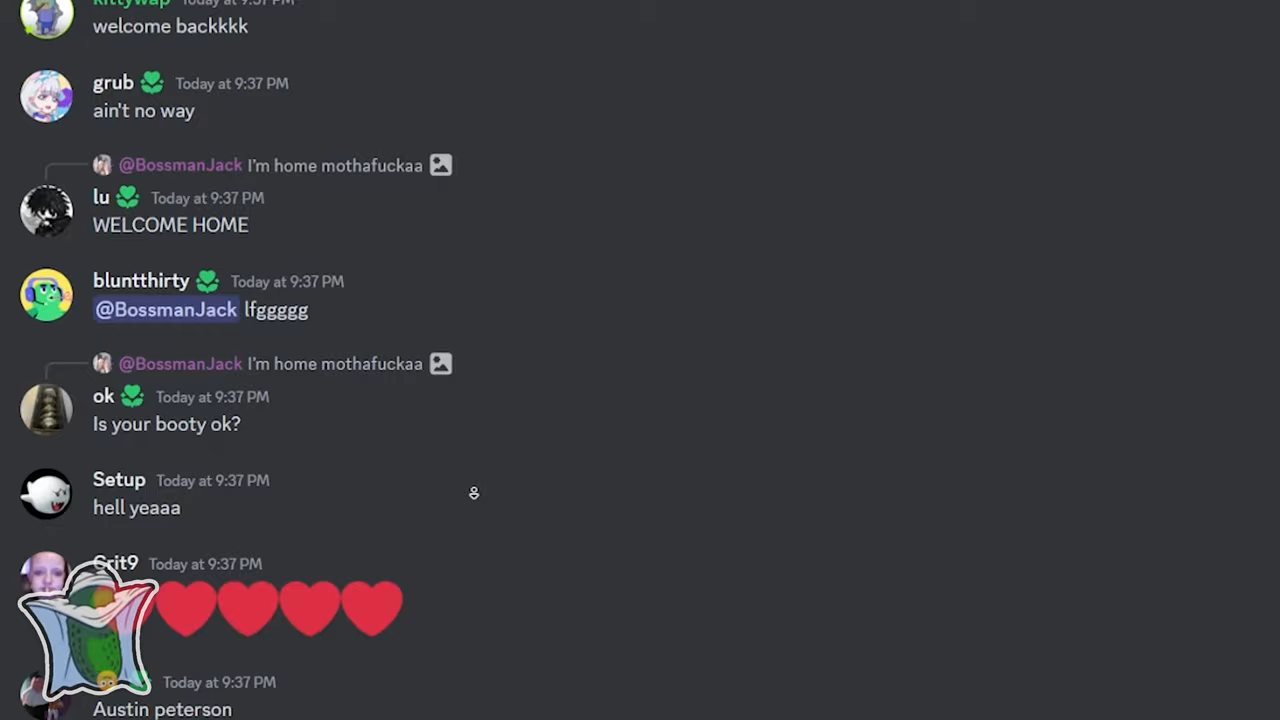 kittywap Today at 9:37 PM
welcome backkkk
grub Today at 9:37 PM
ain't no way
@BossmanJack I'm home mothafuckaa
lu Today at 9:37 PM
WELCOME HOME
bluntthirty Today at 9:37 PM
@BossmanJack lfggggg
@BossmanJack I'm home mothafuckaa
ok Today at 9:37 PM
Is your booty ok?
Setup Today at 9:37 PM
hell yeaaa
Grit9 Today at 9:37 PM
Today at 9:37 PM
Austin peterson